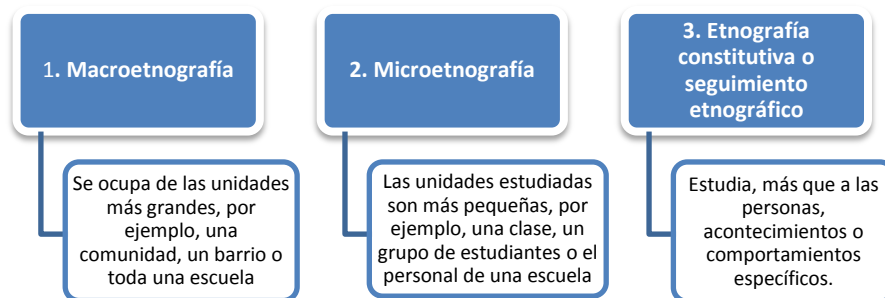 1. Macroetnografía
Se ocupa de las unidades
más grandes, por
ejemplo, una
comunidad, un barrio o
toda una escuela
2. Microetnografía
Las unidades estudiadas
son más pequeñas, por
ejemplo, una clase, un
grupo de estudiantes o el
personal de una escuela
3. Etnografía
constitutiva o
seguimiento
etnográfico
Estudia, más que a las
personas,
acontecimientos o
comportamientos
específicos.